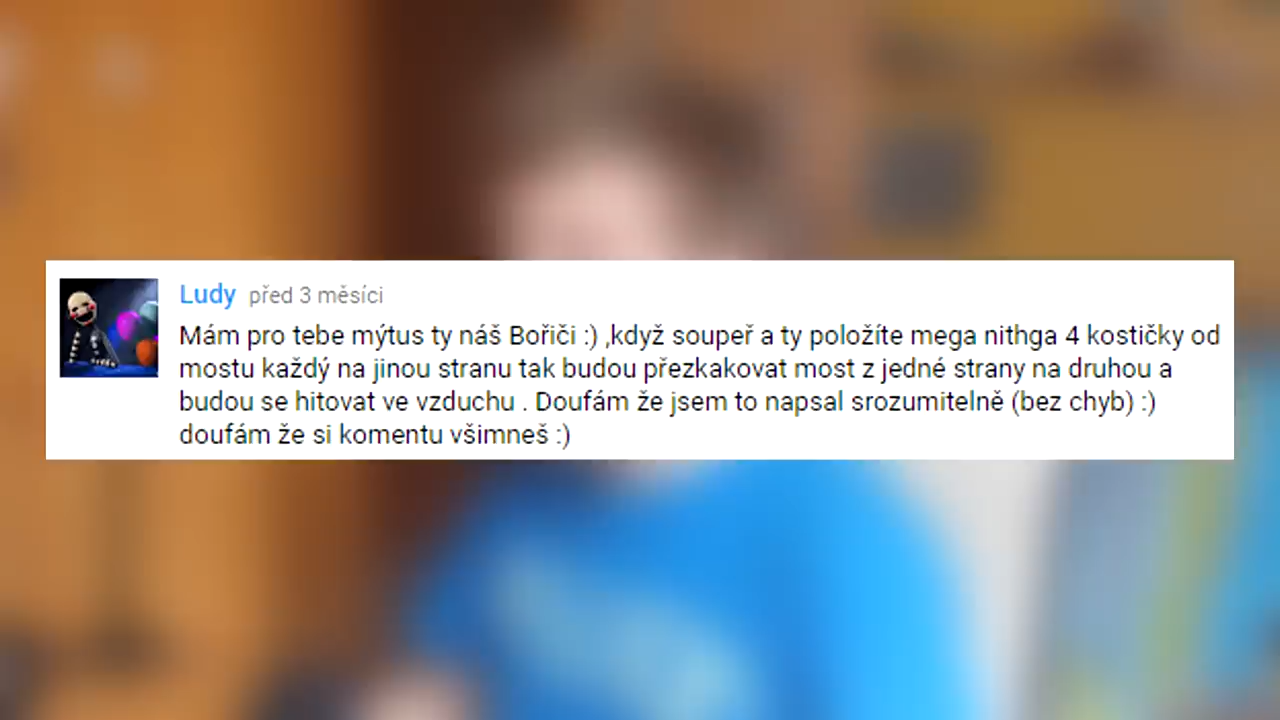 Ludy před 3 měsíci
Mám pro tebe mýtus ty náš Bořiči :) ,když soupeř a ty položíte mega nithga 4 kostičky od
mostu každý na jinou stranu tak budou přezkakovat most z jedné strany na druhou a
budou se hitovat ve vzduchu . Doufám že jsem to napsal srozumitelně (bez chyb) :)
doufám že si komentu všimneš :)